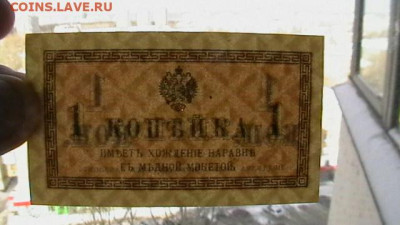 COINS.LAVE.RU
1 КОПѢЙКА 1
ИМѢЕТЪ ХОЖДЕНІЕ НАРАВНѢ
СЪ МѢДНОЙ МОНЕТОЙ.